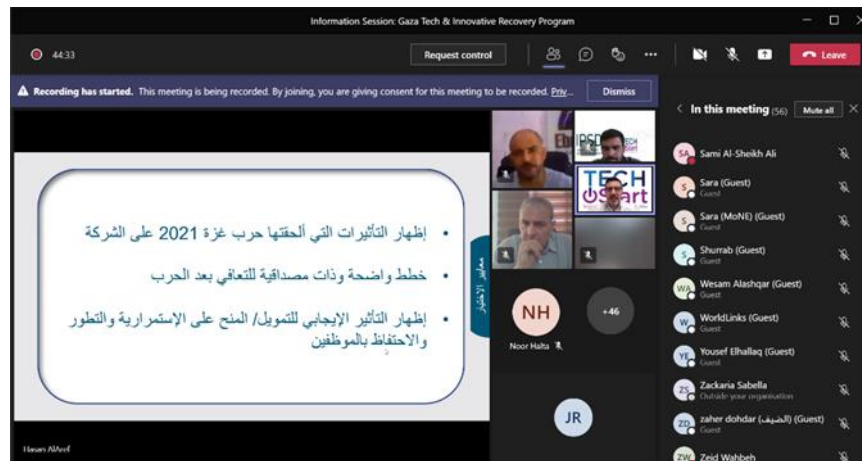 Information Session: Gaza Tech & Innovative Recovery Program
44:33
Request control
Leave
Recording has started. This meeting is being recorded. By joining, you are giving consent for this meeting to be recorded. Priv...
Dismiss
• إظهار التأثيرات التي ألحقتها حرب غزة 2021 على الشركة
• خطط واضحة وذات مصداقية للتعافي بعد الحرب
• إظهار التأثير الإيجابي للتمويل/ المنح على الإستمرارية والتطور
والاحتفاظ بالموظفين
معايير الاختيار
Hasan AlAref
TECH
Start
NH
Noor Halta
+46
JR
In this meeting (56)
Mute all
SA
Sami Al-Sheikh Ali
S
Sara (Guest)
Guest
S
Sara (MoNE) (Guest)
Guest
S
Shurrab (Guest)
Guest
WA
Wesam Alashqar (Guest)
Guest
W
WorldLinks (Guest)
Guest
YE
Yousef Elhallaq (Guest)
Guest
ZS
Zackaria Sabella
Outside your organisation
ZD
zaher dohdar (الضيف) (Guest)
Guest
ZW
Zeid Wahbeh